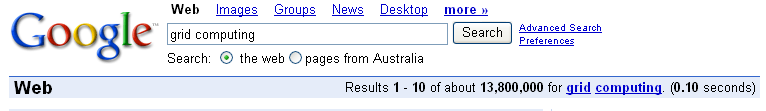 Web Images Groups News Desktop more »
Google™
grid computing Search Advanced Search
Preferences
Search: the web pages from Australia
Web Results 1 - 10 of about 13,800,000 for grid computing. (0.10 seconds)